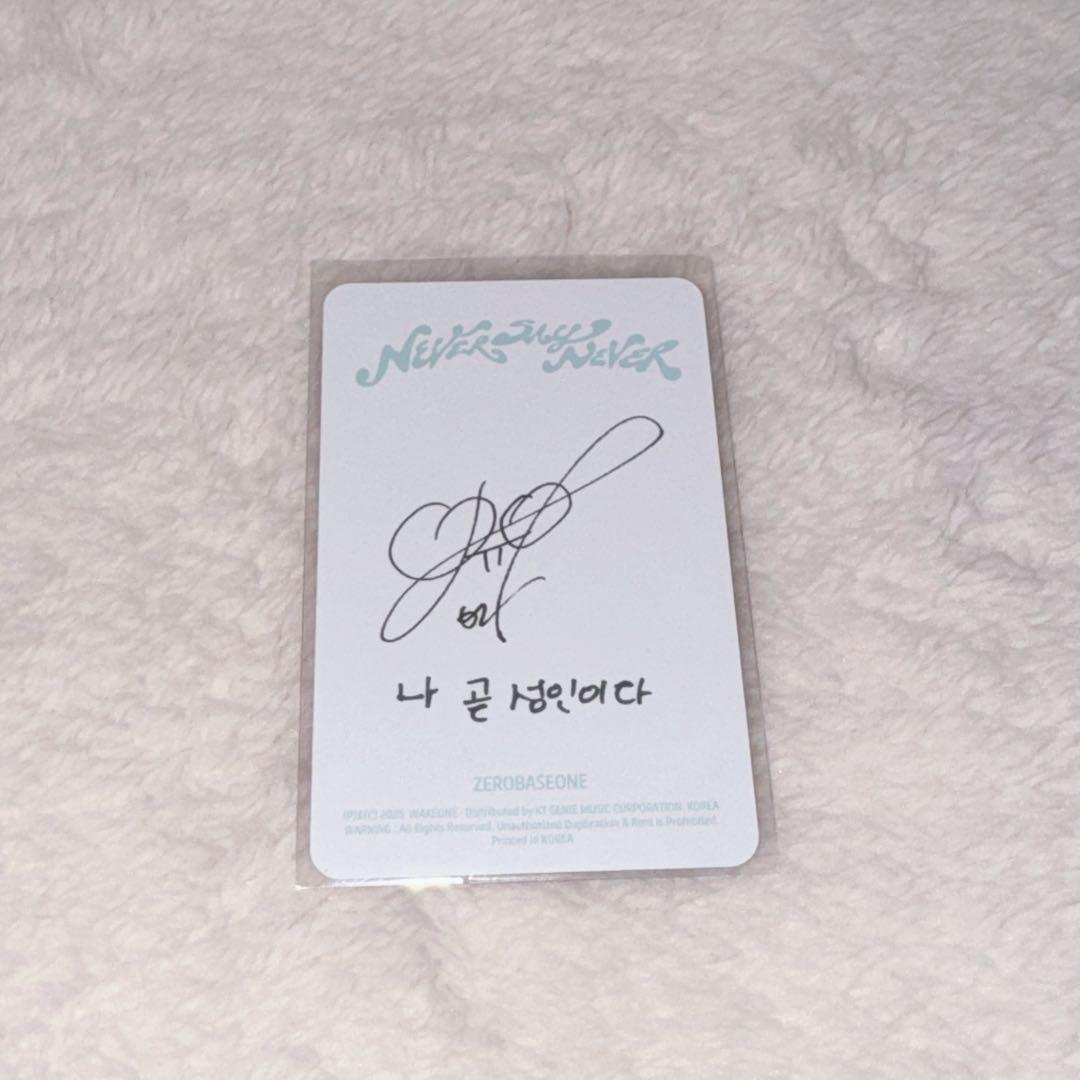 NEVER SAY NEVER
나 곧 성인이다
ZEROBASEONE
(P)&(C) 2025 WAKEONE. Distributed by KT GENIE MUSIC CORPORATION. KOREA
WARNING : All Rights Reserved. Unauthorized Duplication & Rent is Prohibited.
Printed in KOREA